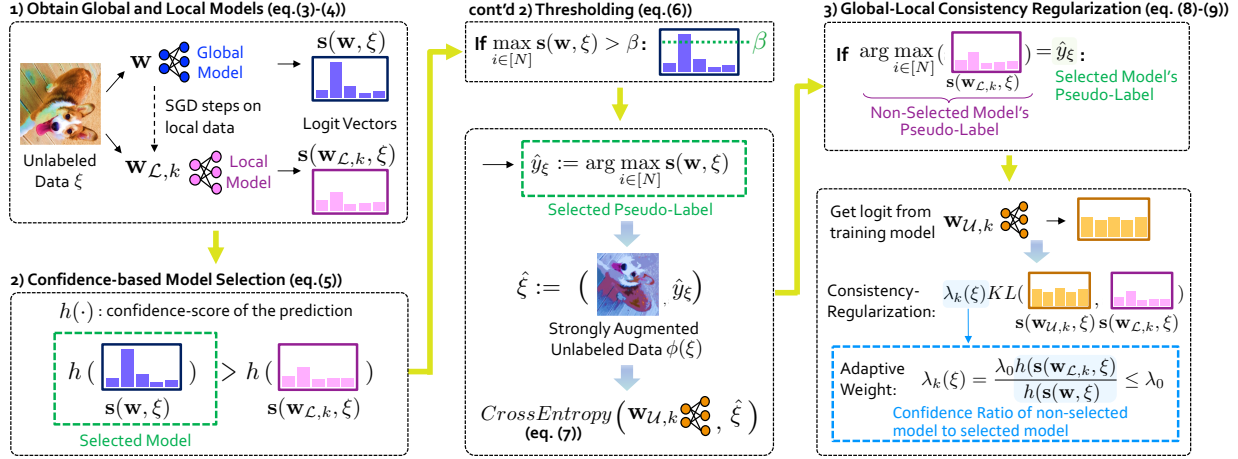 1) Obtain Global and Local Models (eq.(3)-(4))
w
Global
Model
s(w, ξ)
SGD steps on
local data
Logit Vectors
Unlabeled
Data ξ
w_{L,k}
Local
Model
s(w_{L,k}, ξ)
2) Confidence-based Model Selection (eq.(5))
h(·) : confidence-score of the prediction
h ( ) > h ( )
s(w, ξ)
s(w_{L,k}, ξ)
Selected Model
cont'd 2) Thresholding (eq.(6))
If max_{i∈[N]} s(w, ξ) > β:
β
ŷ_ξ := arg max_{i∈[N]} s(w, ξ)
Selected Pseudo-Label
ξ̂ := ( , ŷ_ξ)
Strongly Augmented
Unlabeled Data ϕ(ξ)
CrossEntropy(w_{U,k} , ξ̂)
(eq. (7))
3) Global-Local Consistency Regularization (eq. (8)-(9))
If arg max_{i∈[N]}( ) = ŷ_ξ :
s(w_{L,k}, ξ)
Selected Model's
Pseudo-Label
Non-Selected Model's
Pseudo-Label
Get logit from
training model
w_{U,k}
Consistency-
Regularization:
λ_k(ξ)KL( , )
s(w_{U,k}, ξ) s(w_{L,k}, ξ)
Adaptive
Weight:
λ_k(ξ) = λ_0 h(s(w_{L,k}, ξ) / h(s(w, ξ) ≤ λ_0
Confidence Ratio of non-selected
model to selected model